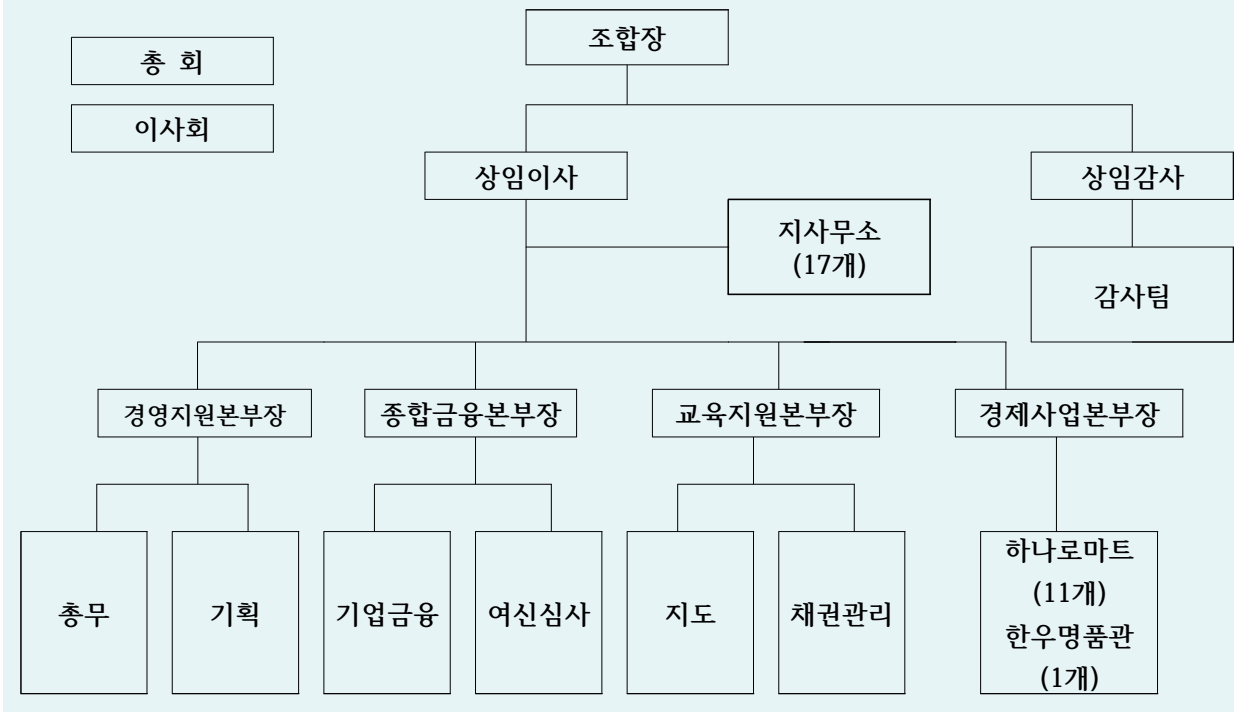 조합장
총 회
이사회
상임이사
상임감사
지사무소
(17개)
감사팀
경영지원본부장
종합금융본부장
교육지원본부장
경제사업본부장
총무
기획
기업금융
여신심사
지도
채권관리
하나로마트
(11개)
한우명품관
(1개)